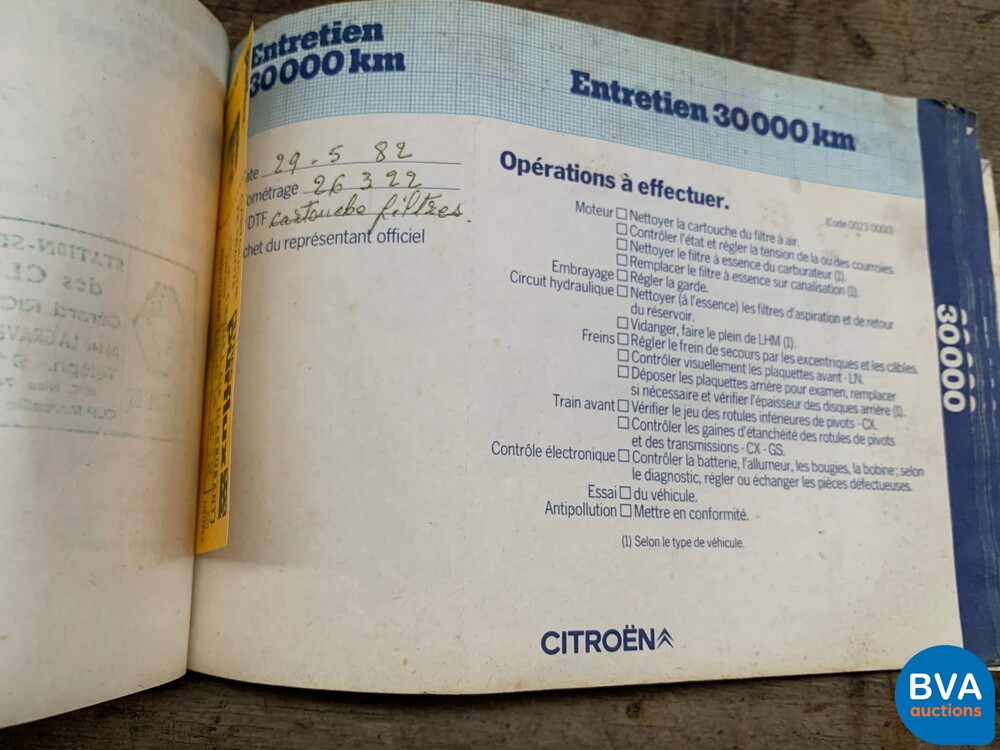 Entretien
30000 km
ate 29.5 82
ométrage 26322
DTF cartouche filtres.
chet du représentant officiel
Entretien 30000 km
Opérations à effectuer.
(Code 0023 0000)
Moteur Nettoyer la cartouche du filtre à air.
Contrôler l'état et régler la tension de la ou des courroies.
Nettoyer le filtre à essence du carburateur (1).
Remplacer le filtre à essence sur canalisation (1).
Embrayage Régler la garde.
Circuit hydraulique Nettoyer (à l'essence) les filtres d'aspiration et de retour
du réservoir.
Vidanger, faire le plein de LHM (1).
Freins Régler le frein de secours par les excentriques et les câbles.
Contrôler visuellement les plaquettes avant - LN.
Déposer les plaquettes arrière pour examen, remplacer
si nécessaire et vérifier l'épaisseur des disques arrière (1).
Train avant Vérifier le jeu des rotules inférieures de pivots - CX.
Contrôler les gaines d'étanchéité des rotules de pivots
et des transmissions - CX - GS.
Contrôle électronique Contrôler la batterie, l'allumeur, les bougies, la bobine; selon
le diagnostic, régler ou échanger les pièces défectueuses.
Essai du véhicule.
Antipollution Mettre en conformité.
(1) Selon le type de véhicule.
CITROËN
30000
BVA
auctions